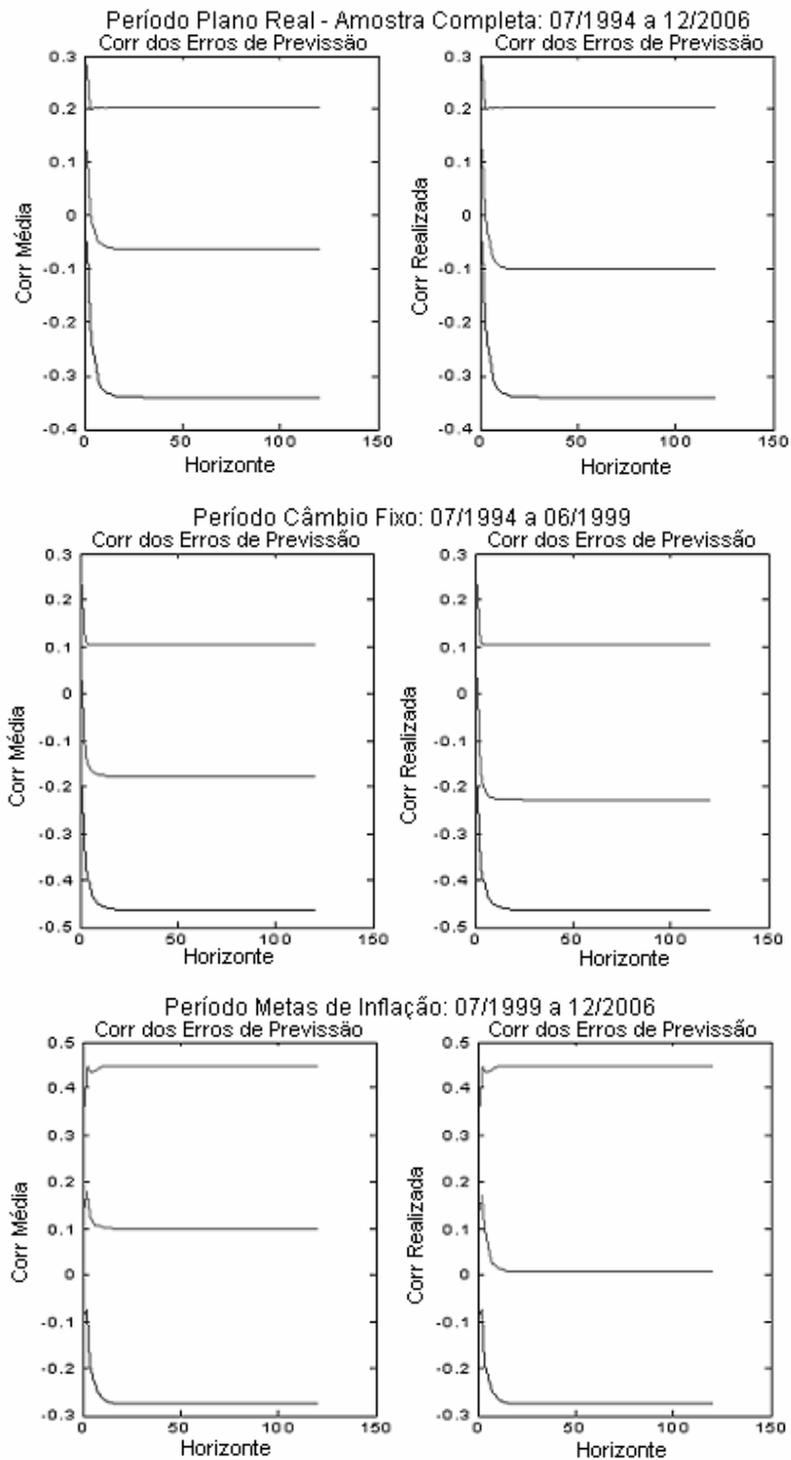 Período Plano Real - Amostra Completa: 07/1994 a 12/2006
Corr dos Erros de Previssão
Corr Média
0.3
0.2
0.1
0
-0.1
-0.2
-0.3
-0.4
0 50 100 150
Horizonte
Corr dos Erros de Previssão
Corr Realizada
0.3
0.2
0.1
0
-0.1
-0.2
-0.3
-0.4
0 50 100 150
Horizonte
Período Câmbio Fixo: 07/1994 a 06/1999
Corr dos Erros de Previssão
Corr Média
0.3
0.2
0.1
0
-0.1
-0.2
-0.3
-0.4
-0.5
0 50 100 150
Horizonte
Corr dos Erros de Previssão
Corr Realizada
0.3
0.2
0.1
0
-0.1
-0.2
-0.3
-0.4
-0.5
0 50 100 150
Horizonte
Período Metas de Inflação: 07/1999 a 12/2006
Corr dos Erros de Previssão
Corr Média
0.5
0.4
0.3
0.2
0.1
0
-0.1
-0.2
-0.3
0 50 100 150
Horizonte
Corr dos Erros de Previssão
Corr Realizada
0.5
0.4
0.3
0.2
0.1
0
-0.1
-0.2
-0.3
0 50 100 150
Horizonte